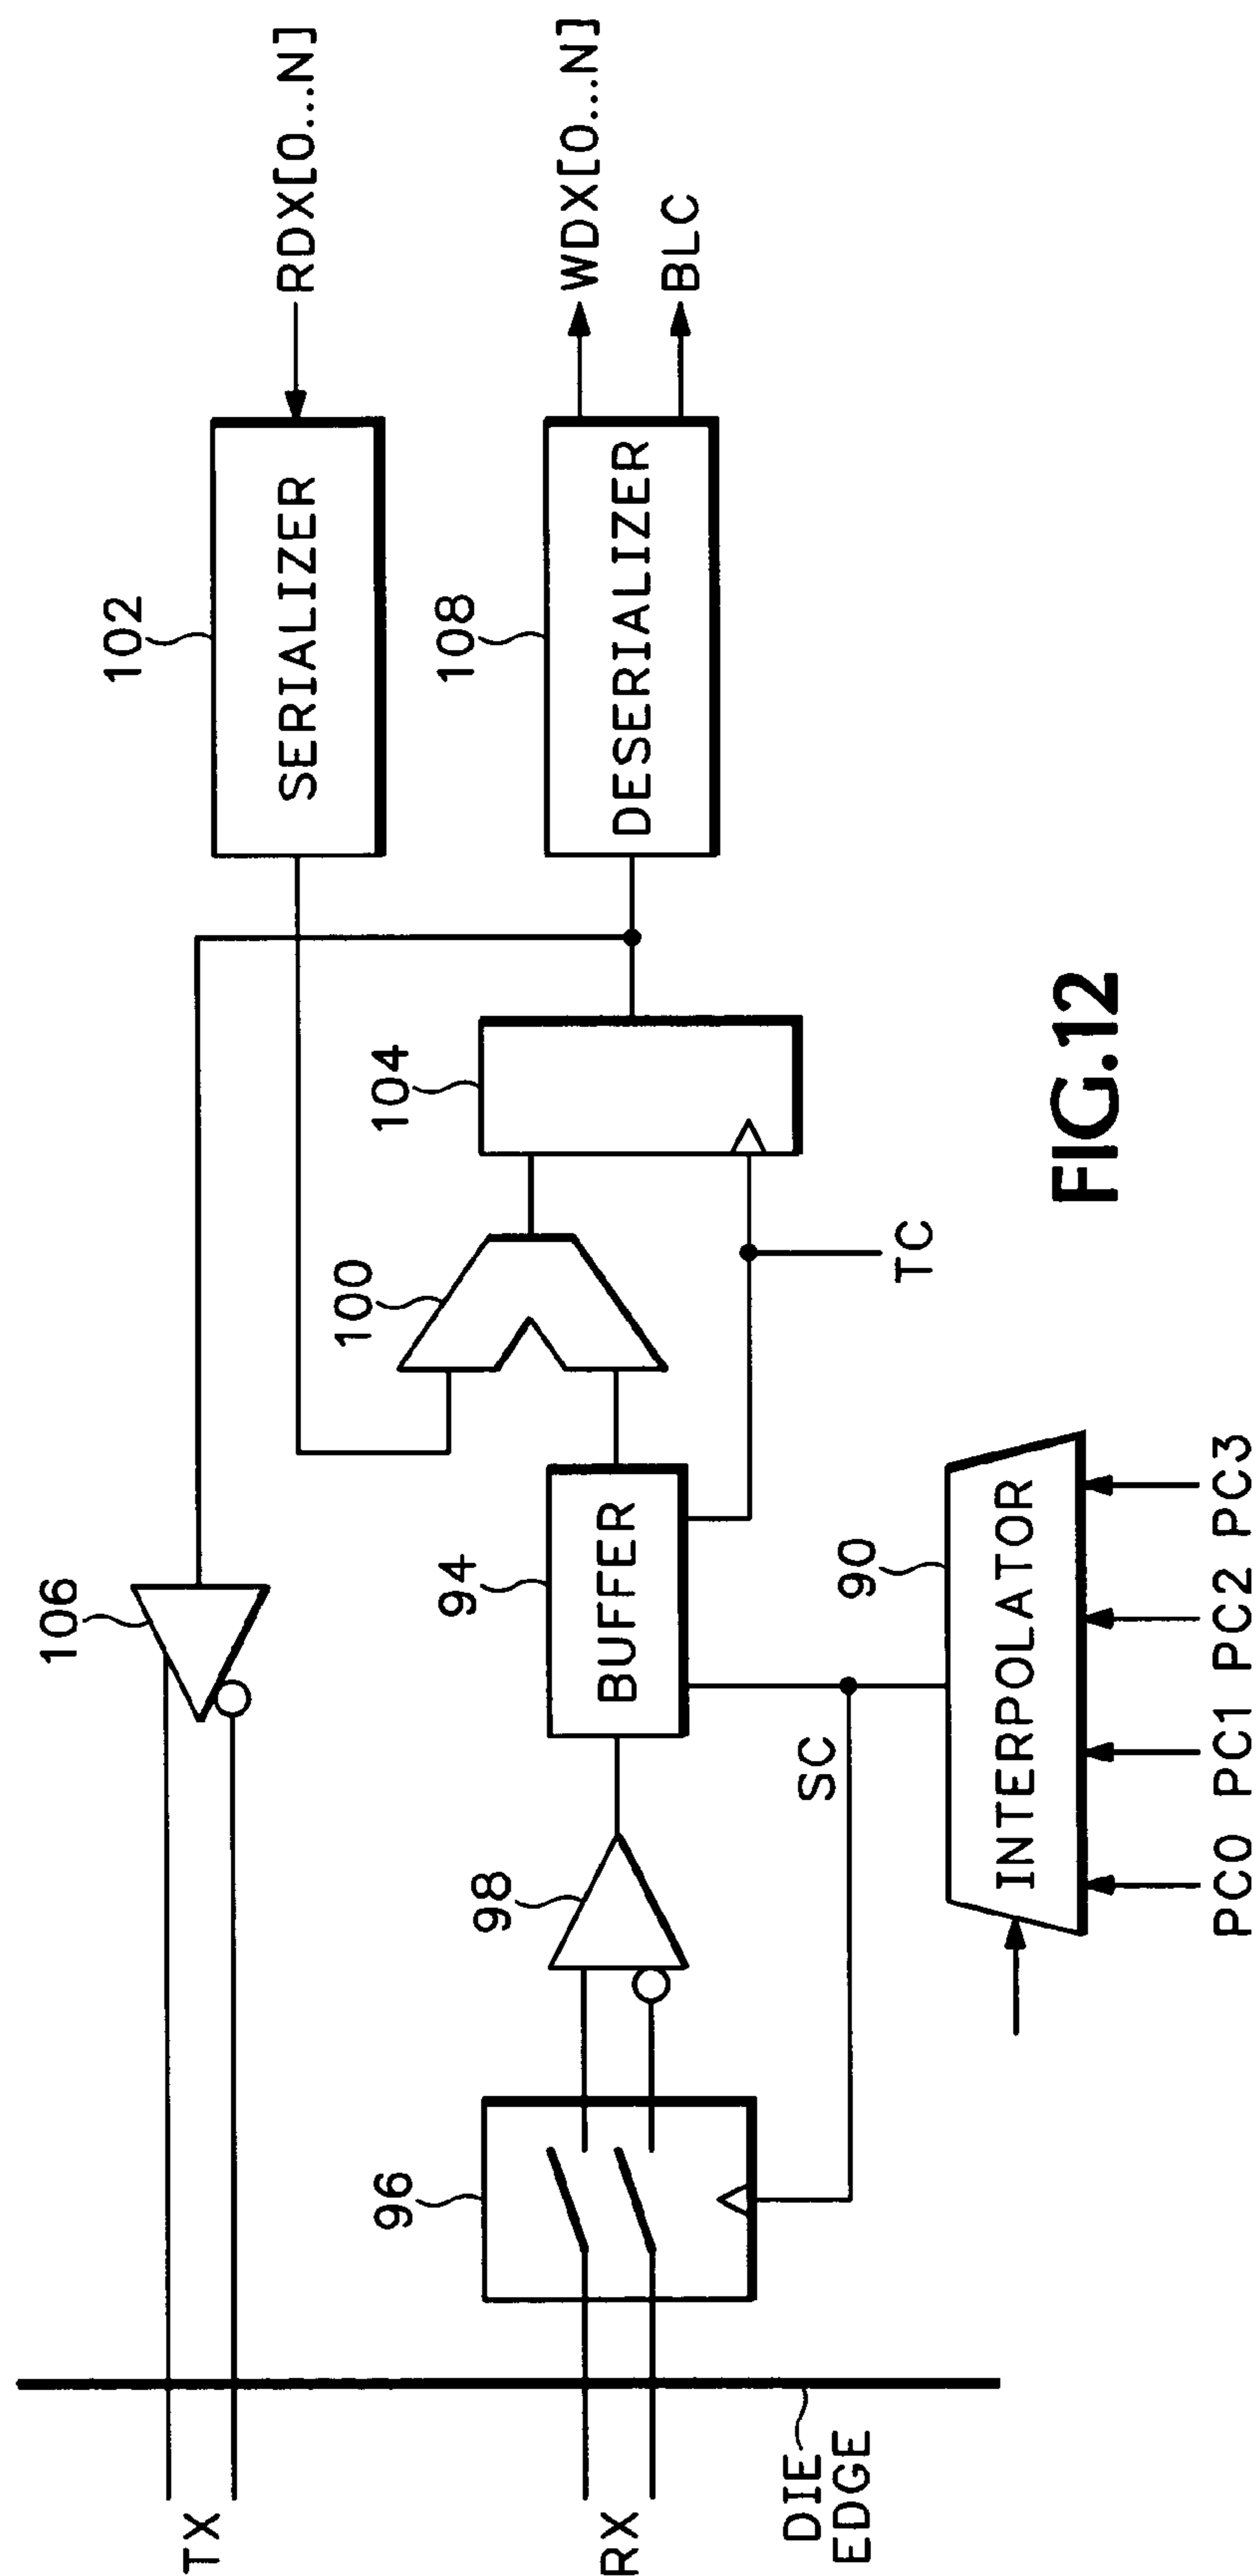 TX
106
102
SERIALIZER
RDX[0...N]
RX
96
98
94
BUFFER
100
104
108
DESERIALIZER
WDX[0...N]
BLC
SC
TC
DIE
EDGE
90
INTERPOLATOR
PC0 PC1 PC2 PC3
FIG.12